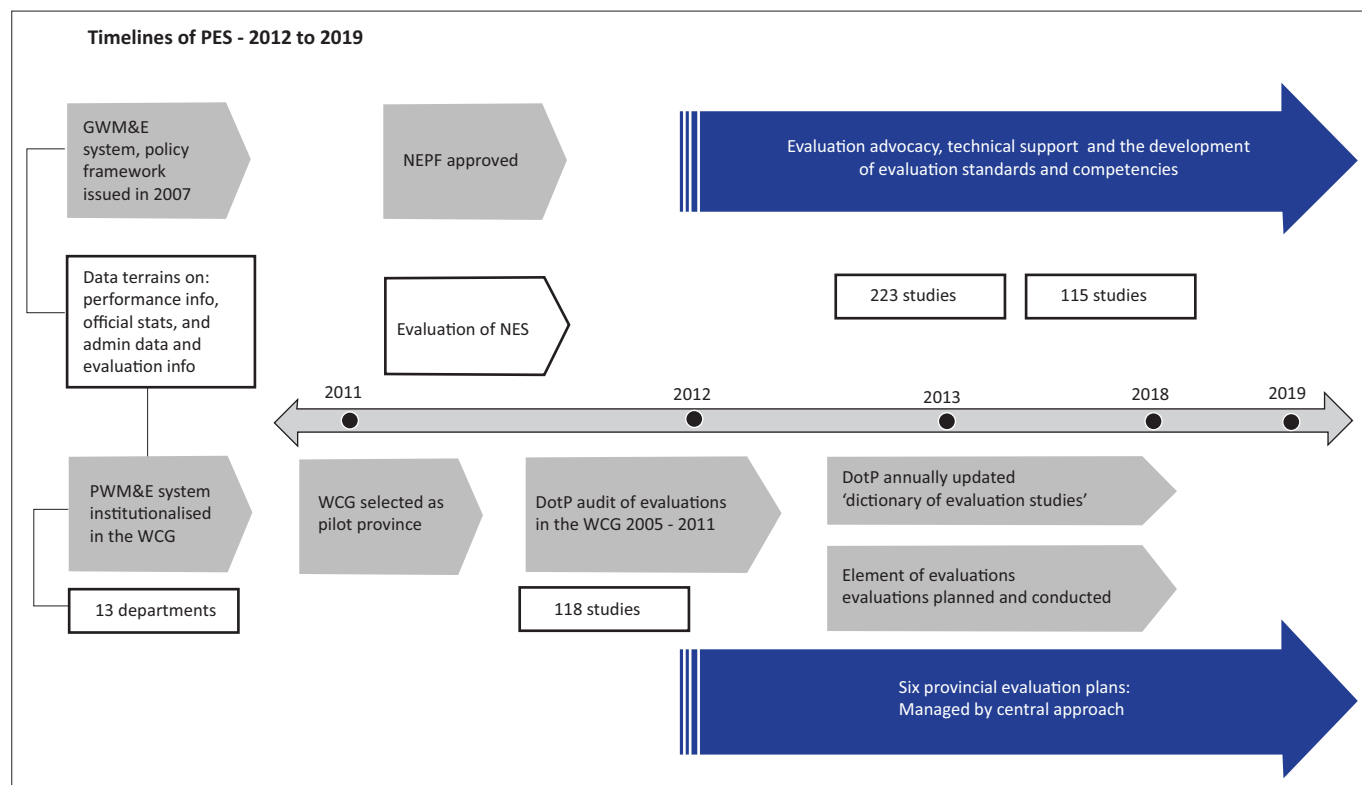 Timelines of PES - 2012 to 2019
GWM&E
system, policy
framework
issued in 2007
NEPF approved
Evaluation advocacy, technical support and the development
of evaluation standards and competencies
Data terrains on:
performance info,
official stats, and
admin data and
evaluation info
Evaluation of NES
223 studies
115 studies
2011
2012
2013
2018
2019
PWM&E system
institutionalised
in the WCG
WCG selected as
pilot province
DotP audit of evaluations
in the WCG 2005 - 2011
DotP annually updated
‘dictionary of evaluation studies’
Element of evaluations
evaluations planned and conducted
13 departments
118 studies
Six provincial evaluation plans:
Managed by central approach